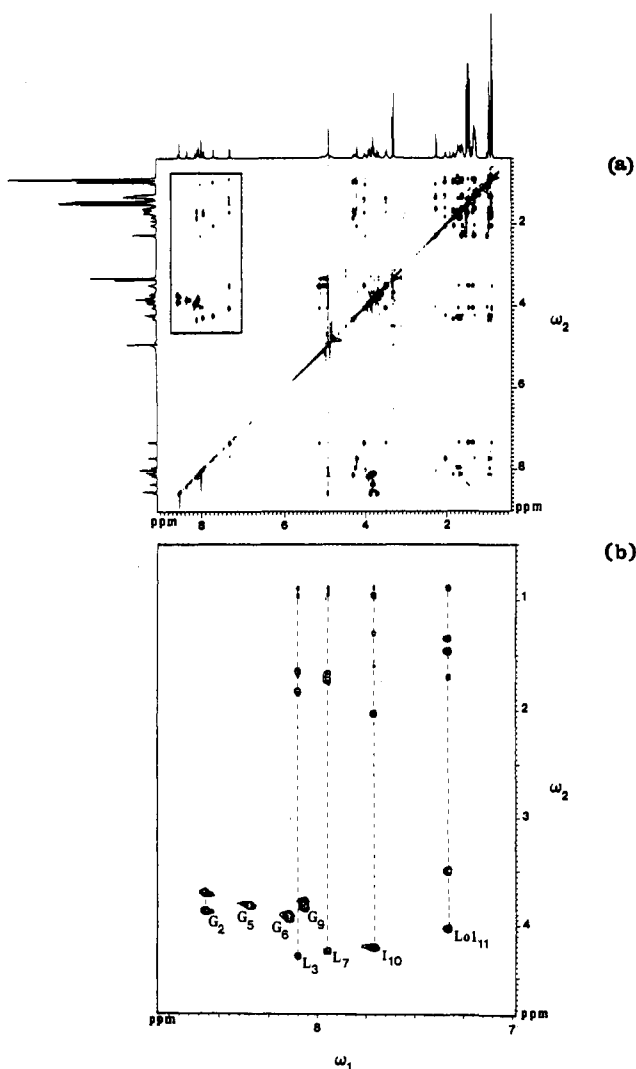 (a)
2
4
ω₂
6
8
ppm
ppm 8 6 4 2
(b)
1
2
ω₂
3
G₂ G₅ G₆ G₉ L₃ L₇ I₁₀ Lol₁₁
4
ppm
ppm 8 7
ω₁